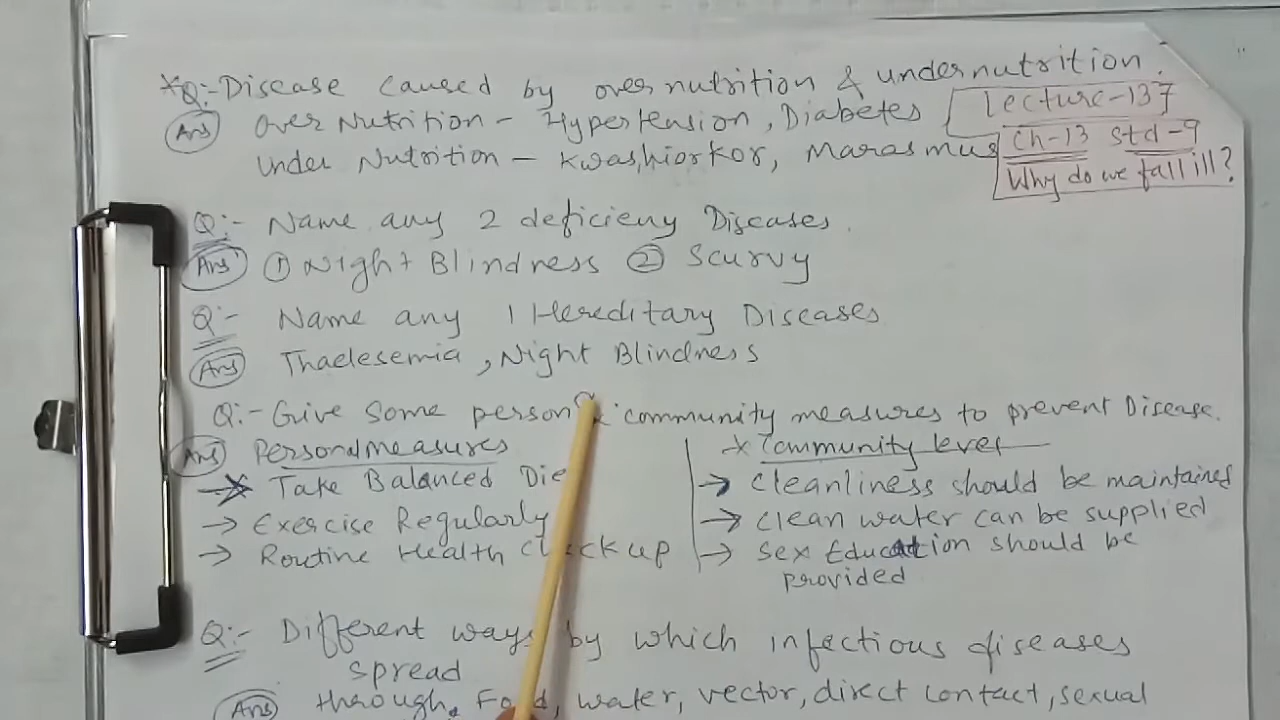 *Q:- Disease caused by over nutrition & undernutrition.
Lecture-137
Ans Over Nutrition - Hypertension, Diabetes
Ch-13 Std-9
Under Nutrition - Kwashiorkor, Marasmus
Why do we fall ill?
Q:- Name any 2 deficieny Diseases.
Ans ① Night Blindness ② Scurvy
Q:- Name any 1 Hereditary Diseases
Ans Thaelesemia, Night Blindness
Q:- Give some person community measures to prevent Disease.
Ans Personal measures
* Community level
→ Take Balanced Die
→ Cleanliness should be maintained
→ Exercise Regularly
→ Clean water can be supplied
→ Routine Health Check up
→ Sex Education should be
provided
Q:- Different ways by which infectious diseases
spread
Ans through Food, water, vector, direct contact, sexual